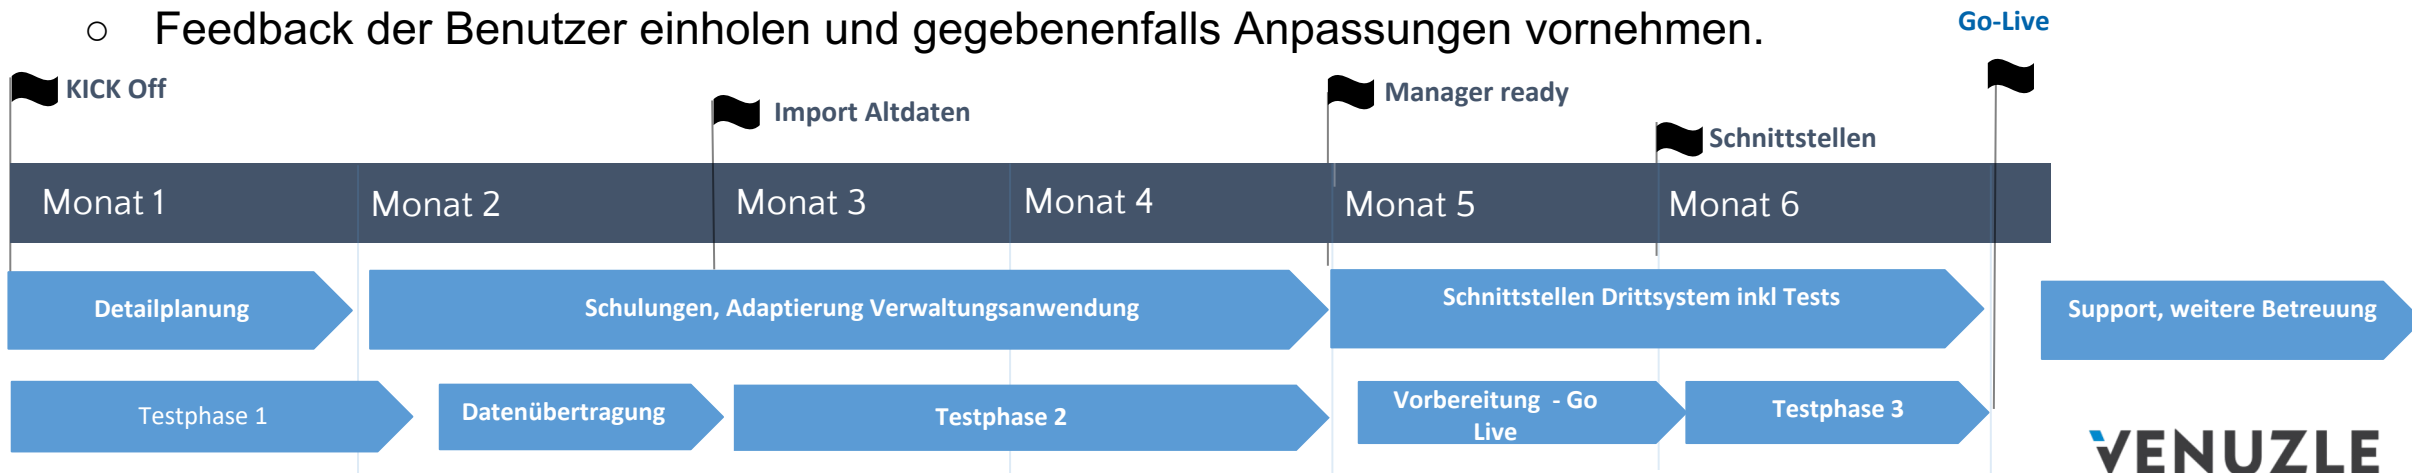 ○ Feedback der Benutzer einholen und gegebenenfalls Anpassungen vornehmen.
Go-Live
KICK Off
Import Altdaten
Manager ready
Schnittstellen
Monat 1
Monat 2
Monat 3
Monat 4
Monat 5
Monat 6
Detailplanung
Schulungen, Adaptierung Verwaltungsanwendung
Schnittstellen Drittsystem inkl Tests
Support, weitere Betreuung
Testphase 1
Datenübertragung
Testphase 2
Vorbereitung - Go
Live
Testphase 3
VENUZLE